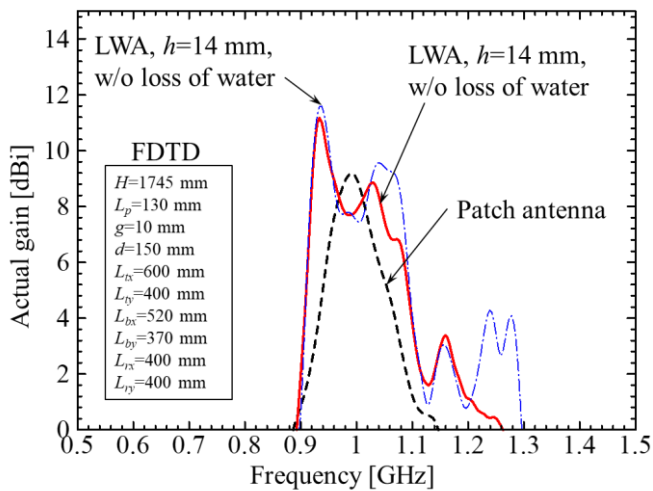 14
12
10
8
6
4
2
0
Actual gain [dBi]
LWA, h=14 mm,
w/o loss of water
LWA, h=14 mm,
w/o loss of water
Patch antenna
FDTD
H=1745 mm
Lp=130 mm
g=10 mm
d=150 mm
Ltx=600 mm
Lty=400 mm
Lbx=520 mm
Lby=370 mm
Lrx=400 mm
Lry=400 mm
0.5 0.6 0.7 0.8 0.9 1 1.1 1.2 1.3 1.4 1.5
Frequency [GHz]